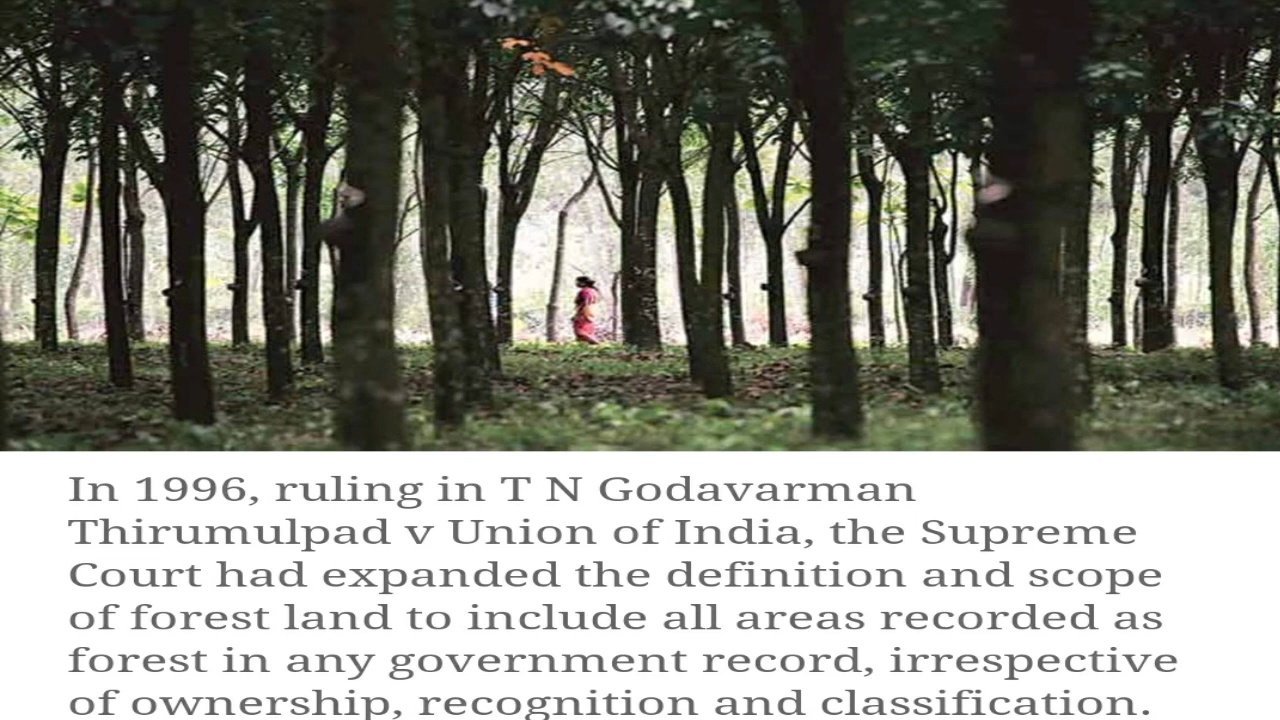 In 1996, ruling in T N Godavarman
Thirumulpad v Union of India, the Supreme
Court had expanded the definition and scope
of forest land to include all areas recorded as
forest in any government record, irrespective
of ownership, recognition and classification.